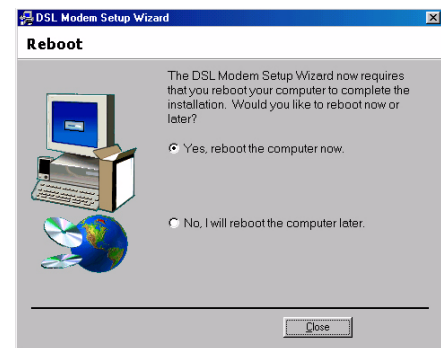 DSL Modem Setup Wizard
Reboot
The DSL Modem Setup Wizard now requires
that you reboot your computer to complete the
installation. Would you like to reboot now or
later?
Yes, reboot the computer now.
No, I will reboot the computer later.
Close